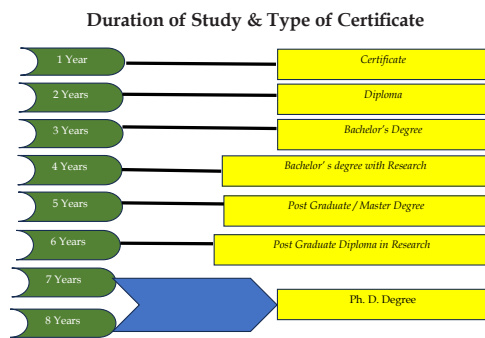 Duration of Study & Type of Certificate
1 Year
Certificate
2 Years
Diploma
3 Years
Bachelor's Degree
4 Years
Bachelor' s degree with Research
5 Years
Post Graduate / Master Degree
6 Years
Post Graduate Diploma in Research
7 Years
8 Years
Ph. D. Degree